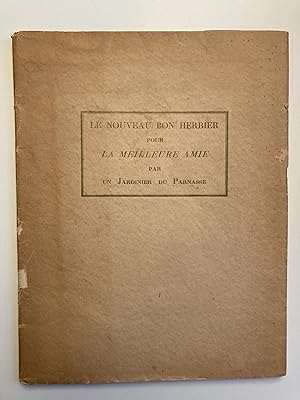 LE NOUVEAU BON HERBIER
POUR
LA MEILLEURE AMIE
PAR
UN JARDINIER DU PARNASSE